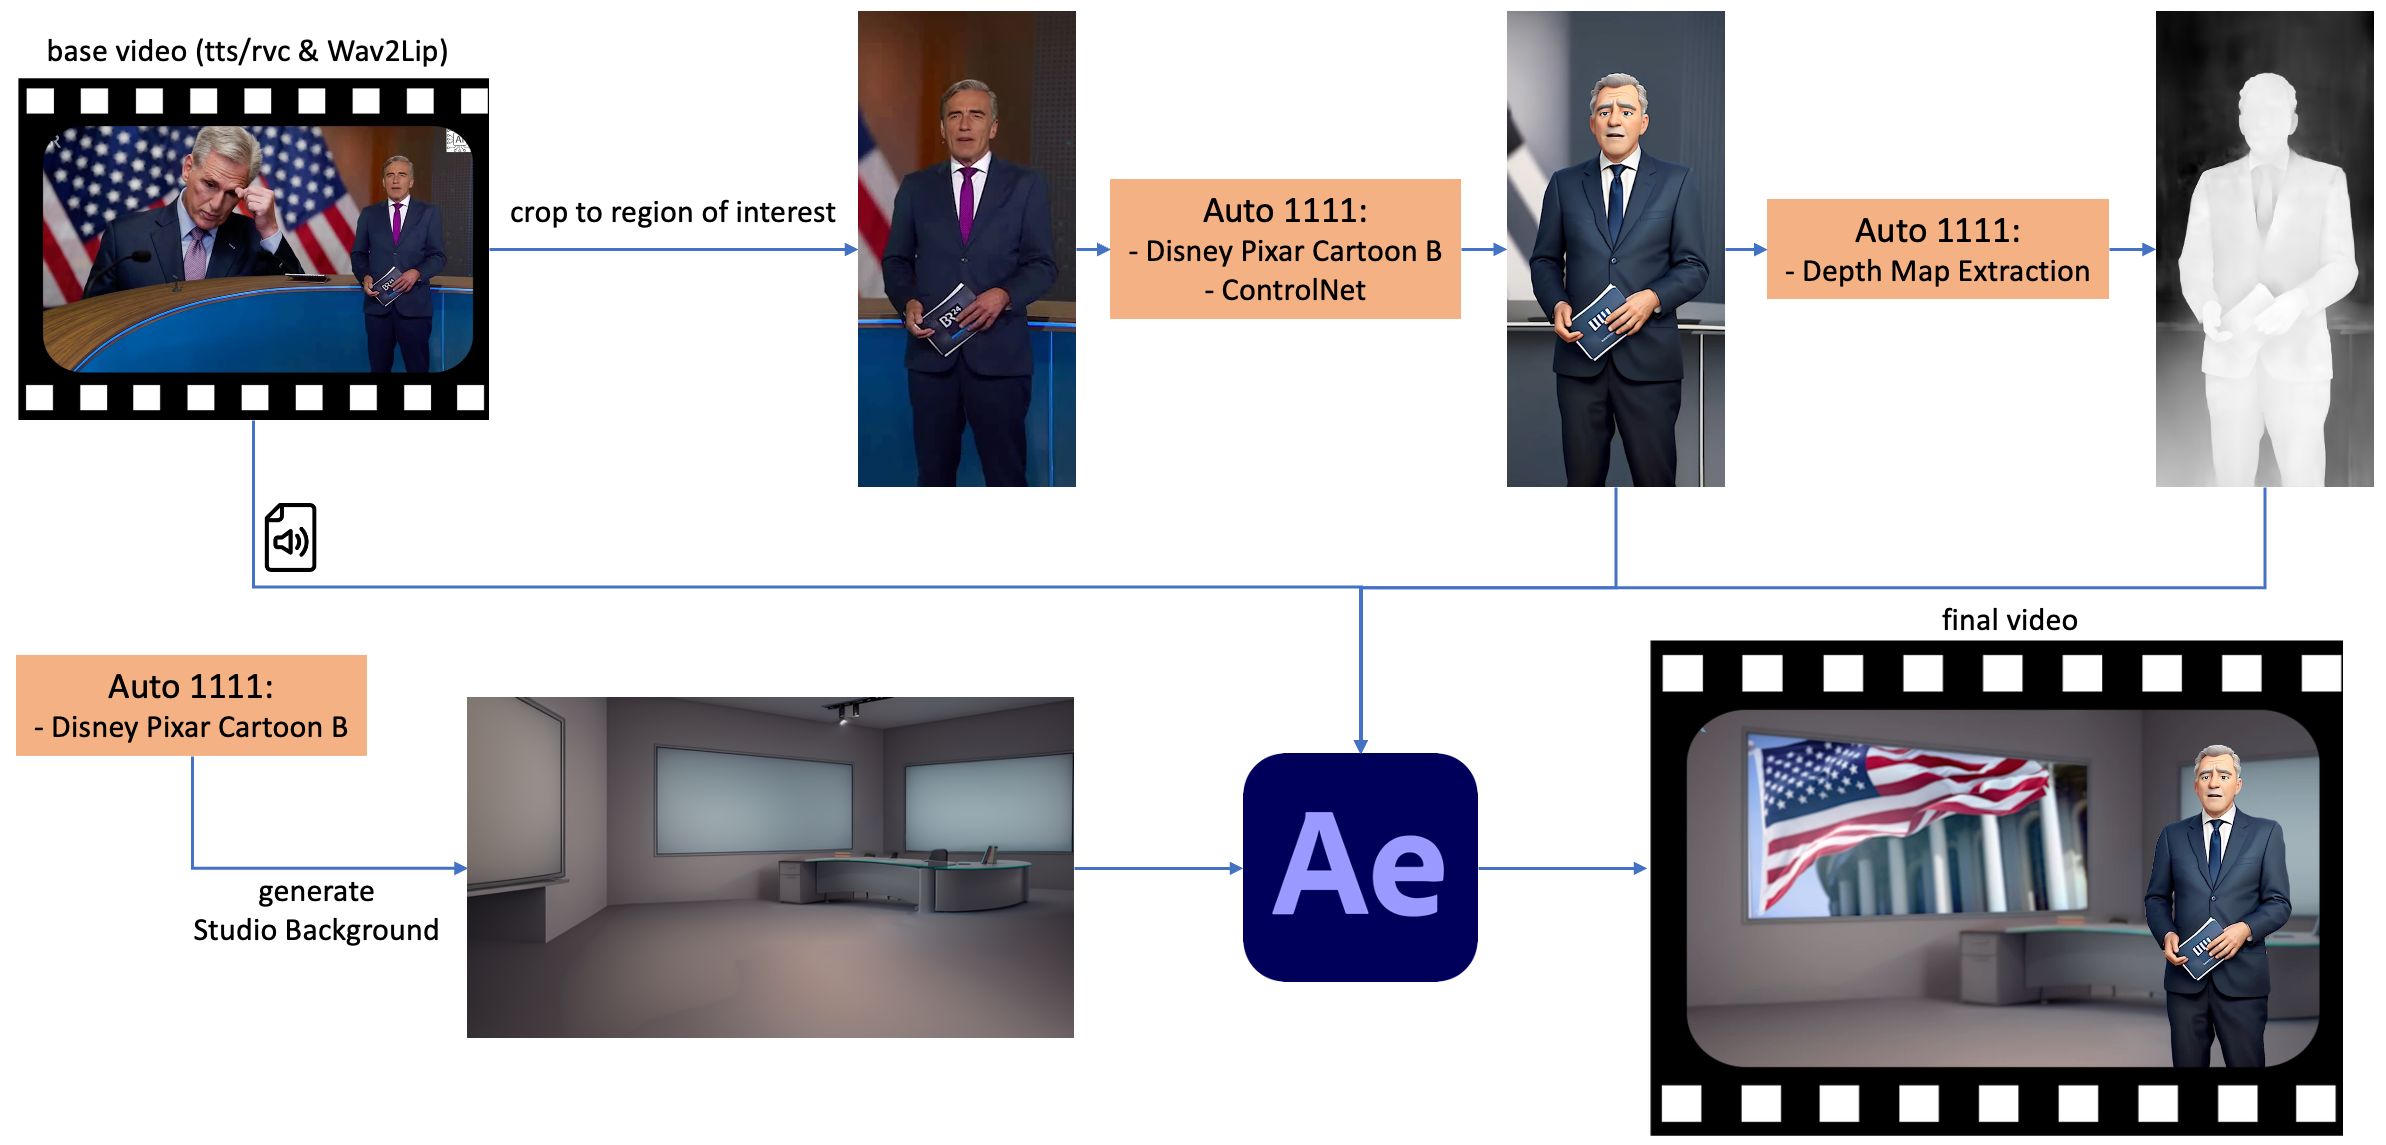 base video (tts/rvc & Wav2Lip)
crop to region of interest
BR24
Auto 1111:
- Disney Pixar Cartoon B
- ControlNet
Auto 1111:
- Depth Map Extraction
final video
Auto 1111:
- Disney Pixar Cartoon B
generate
Studio Background
Ae